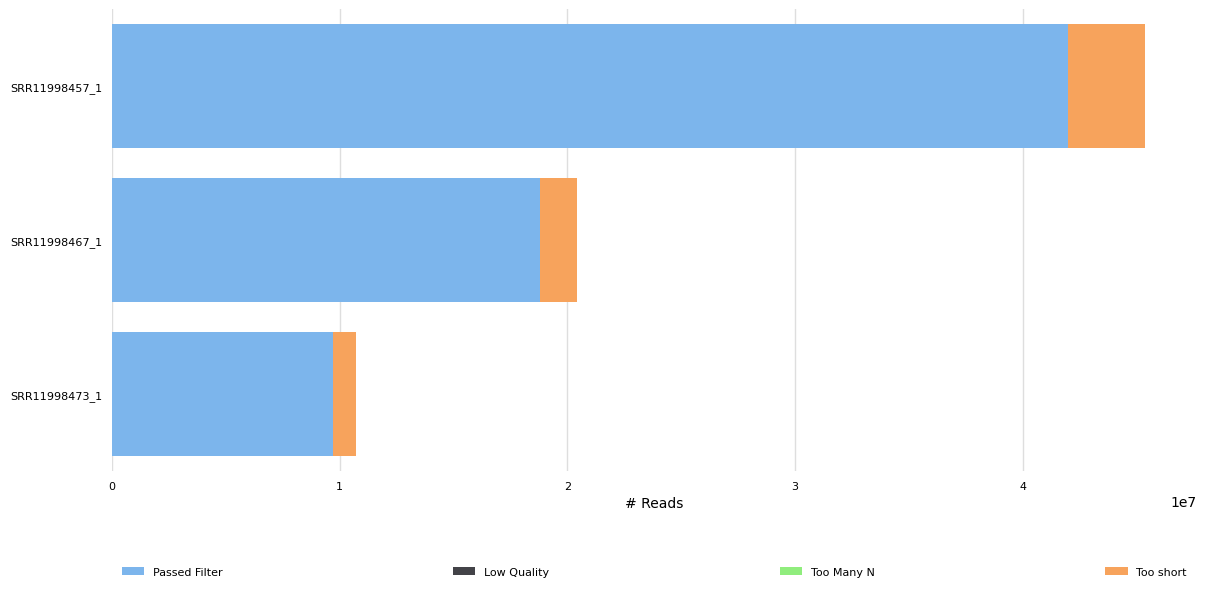 SRR11998457_1
SRR11998467_1
SRR11998473_1
0 1 2 3 4
# Reads
1e7
Passed Filter Low Quality Too Many N Too short